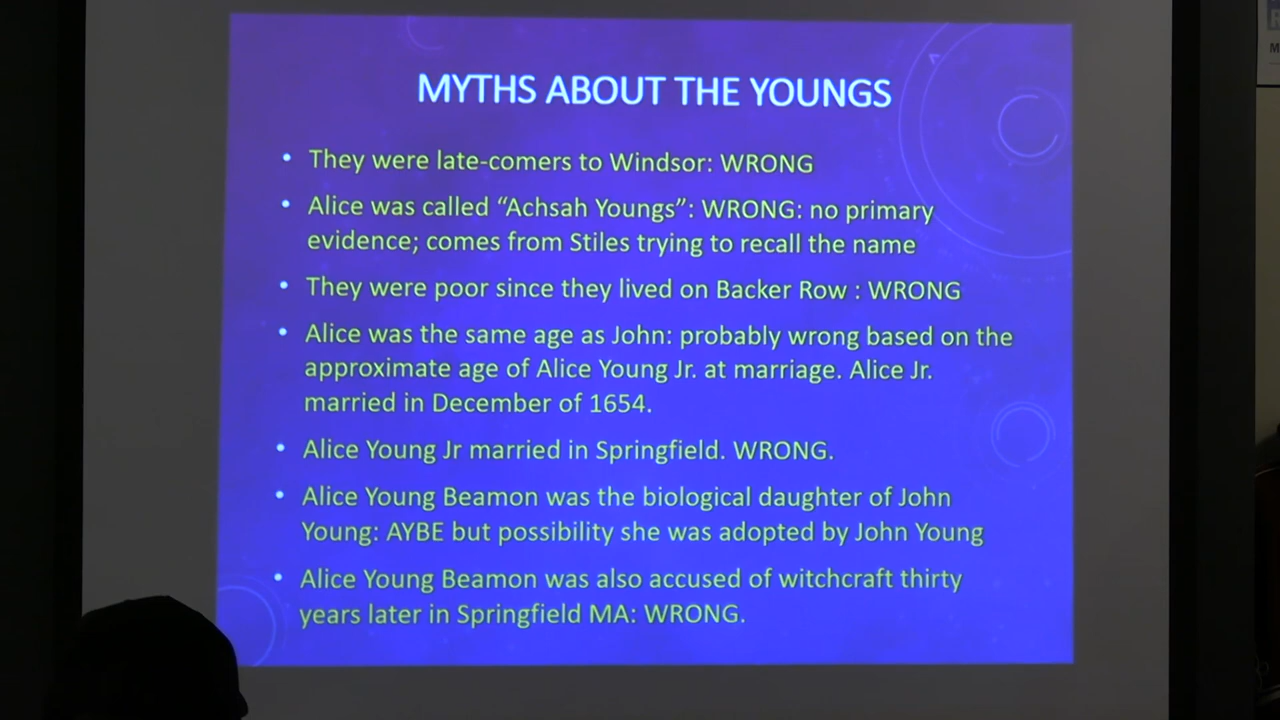 MYTHS ABOUT THE YOUNGS
• They were late-comers to Windsor: WRONG
• Alice was called “Achsah Youngs”: WRONG: no primary
evidence; comes from Stiles trying to recall the name
• They were poor since they lived on Backer Row : WRONG
• Alice was the same age as John: probably wrong based on the
approximate age of Alice Young Jr. at marriage. Alice Jr.
married in December of 1654.
• Alice Young Jr married in Springfield. WRONG.
• Alice Young Beamon was the biological daughter of John
Young: AYBE but possibility she was adopted by John Young
• Alice Young Beamon was also accused of witchcraft thirty
years later in Springfield MA: WRONG.